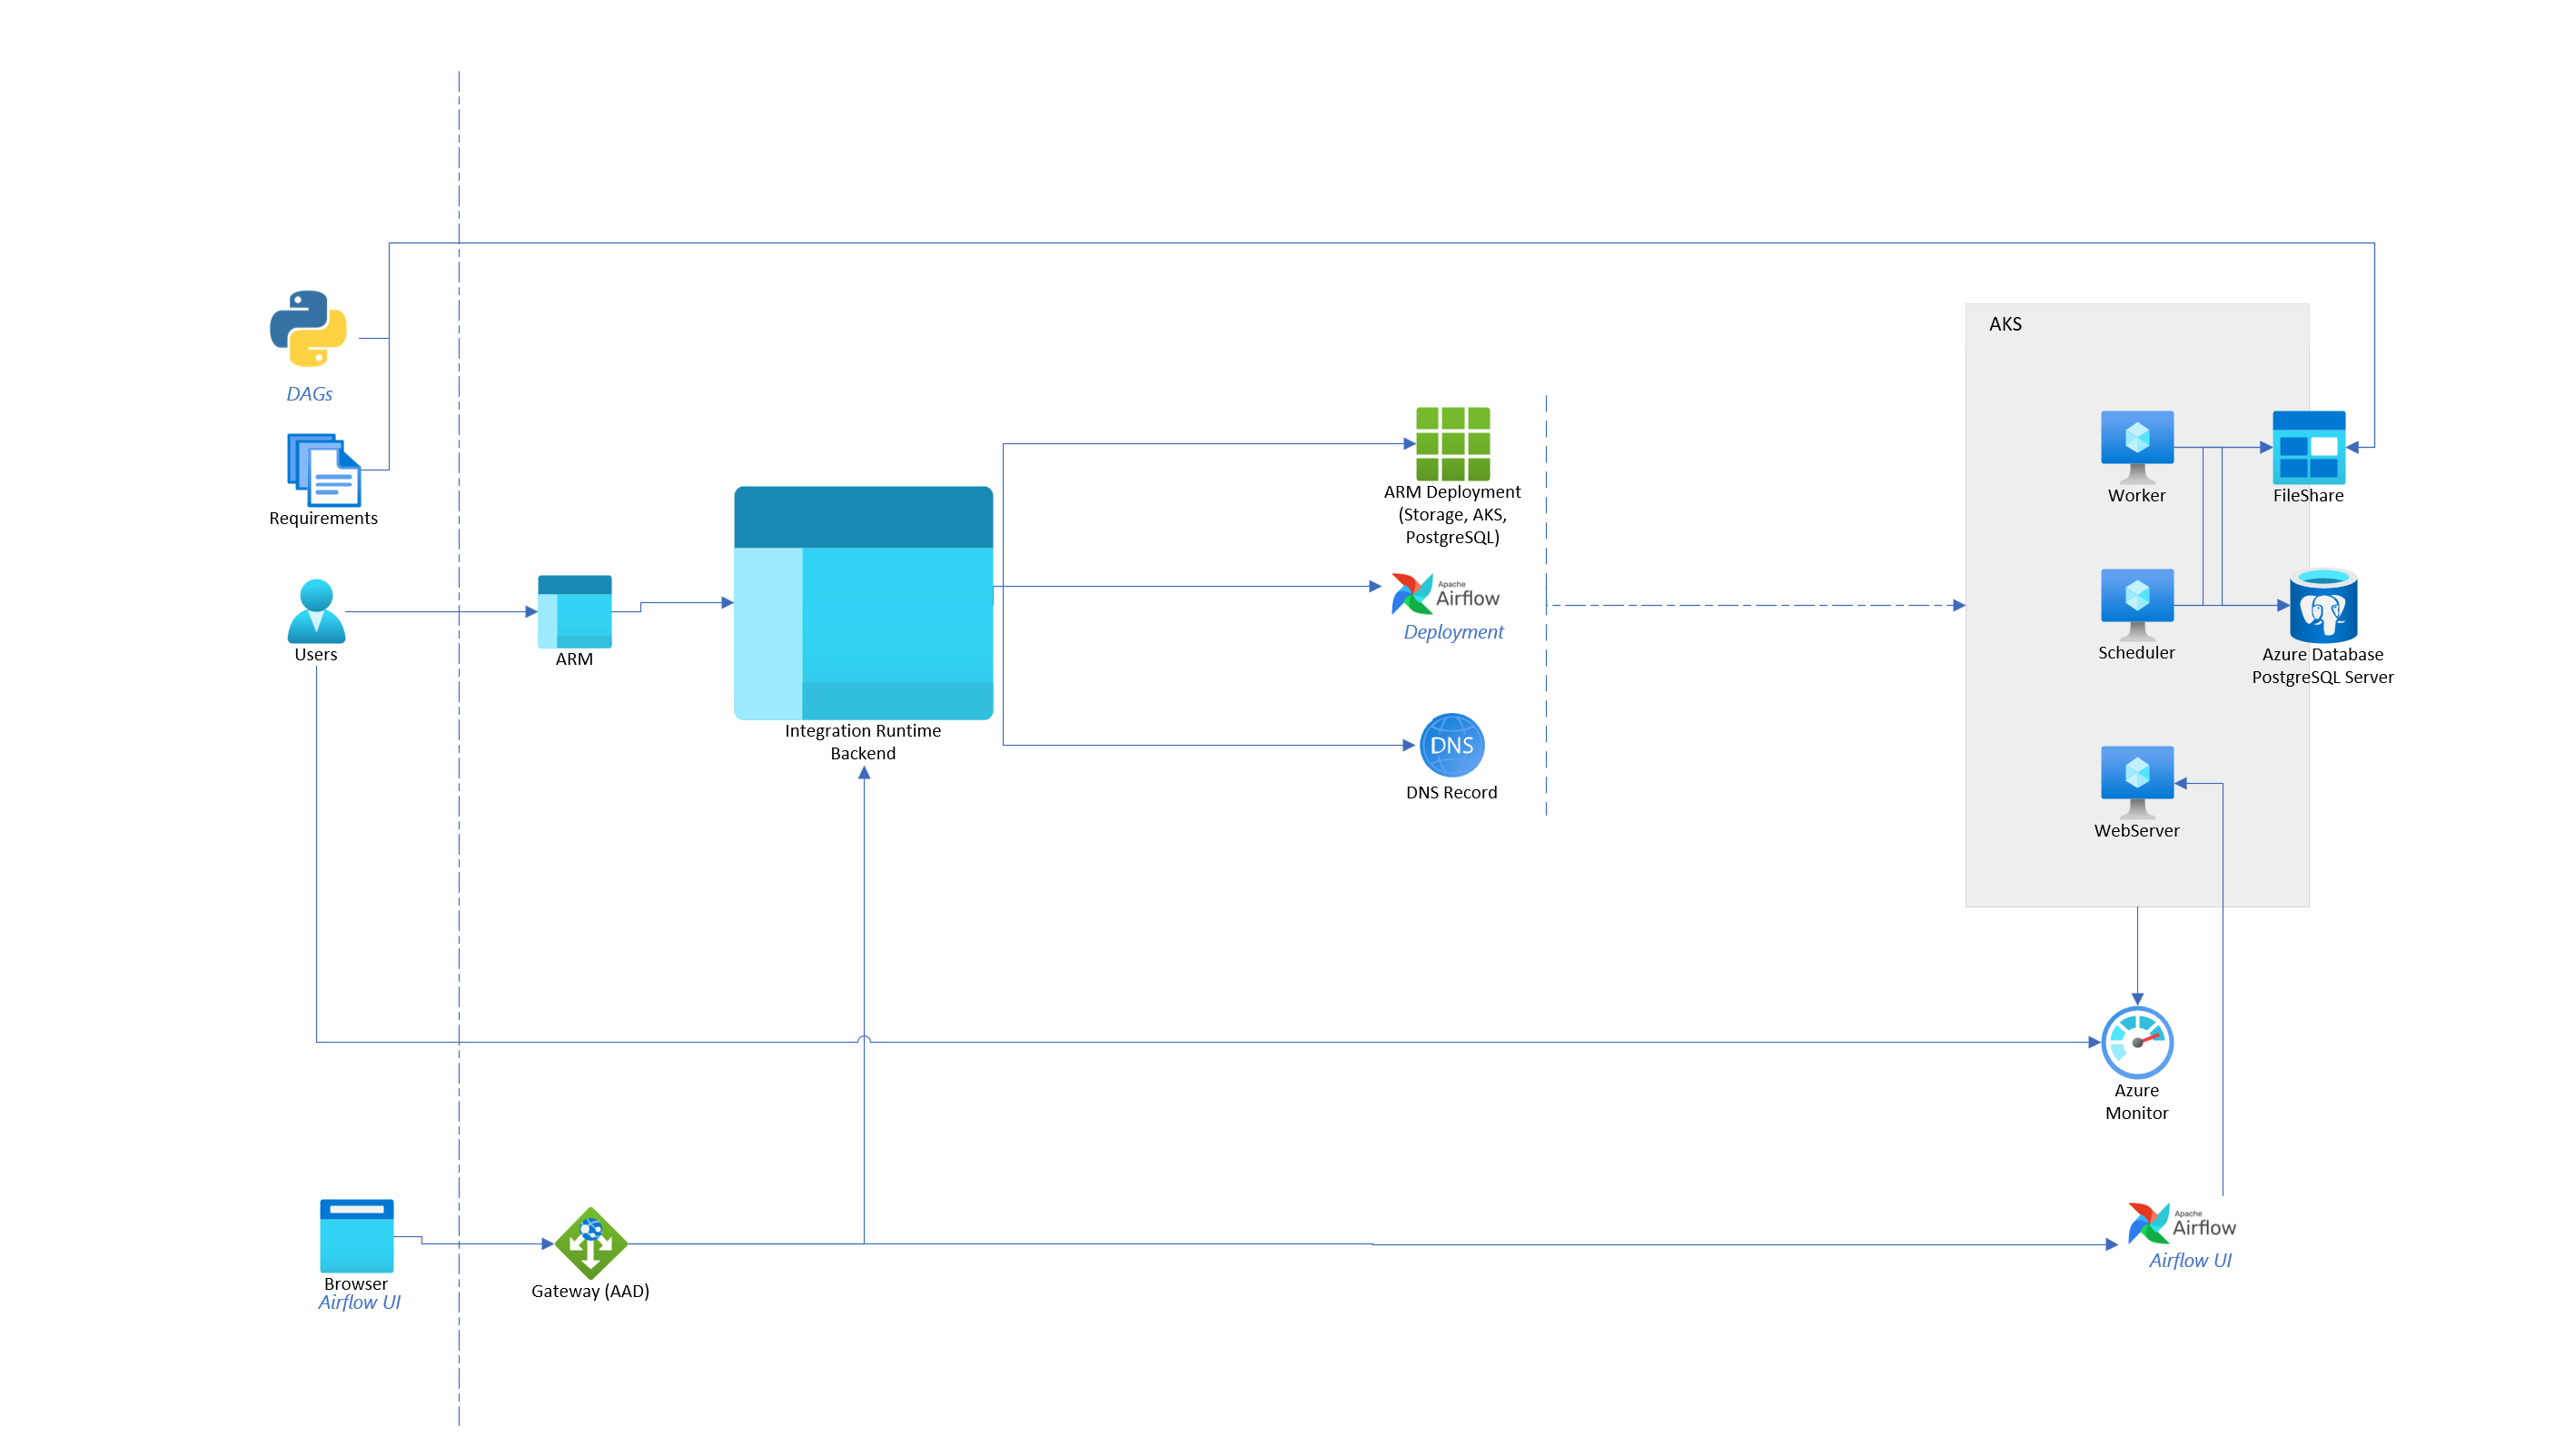 AKS
DAGs
Requirements
Users
ARM
Integration Runtime
Backend
ARM Deployment
(Storage, AKS,
PostgreSQL)
Apache
Airflow
Deployment
DNS
DNS Record
Worker
FileShare
Scheduler
Azure Database
PostgreSQL Server
WebServer
Azure
Monitor
Browser
Airflow UI
Gateway (AAD)
Apache
Airflow
Airflow UI